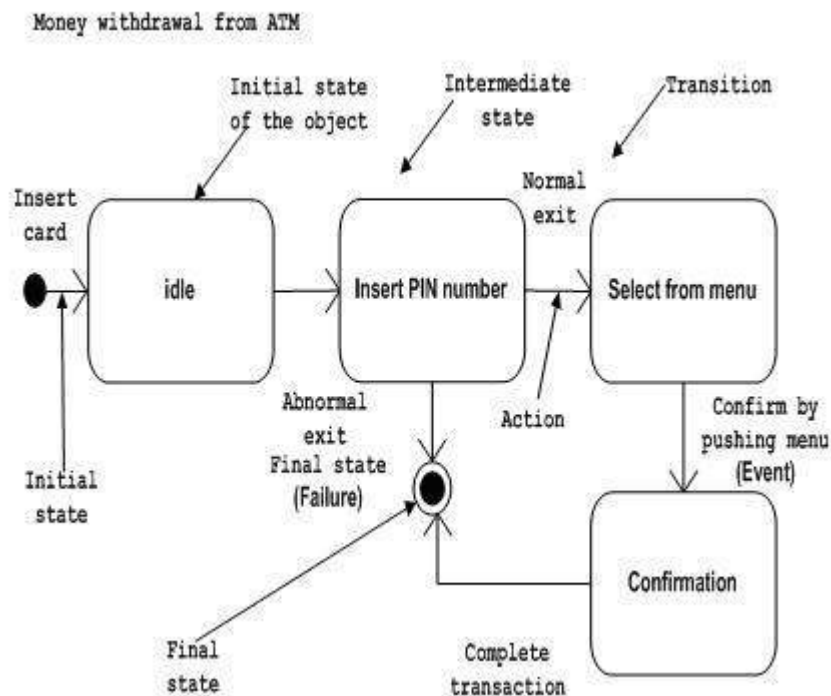 Money withdrawal from ATM
Initial state
of the object
Intermediate
state
Transition
Insert
card
Normal
exit
idle
Insert PIN number
Select from menu
Initial
state
Abnormal
exit
Final state
(Failure)
Action
Confirm by
pushing menu
(Event)
Confirmation
Final
state
Complete
transaction